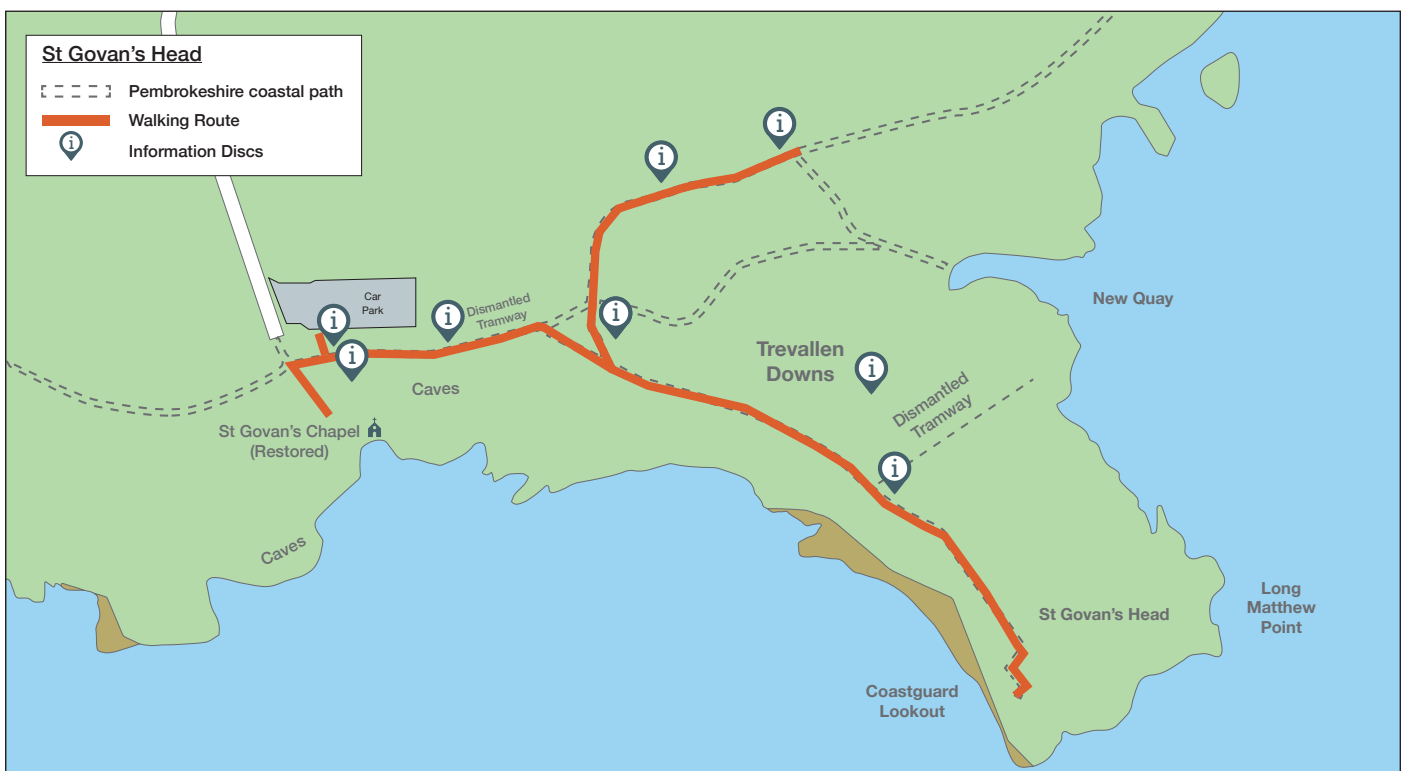 St Govan's Head
Pembrokeshire coastal path
Walking Route
i
Information Discs
i
i
Car
Park
i
i
i
i
Dismantled
Tramway
New Quay
Trevallen
Downs
i
Caves
Dismantled
Tramway
St Govan's Chapel
(Restored)
i
Caves
St Govan's Head
Long
Matthew
Point
Coastguard
Lookout